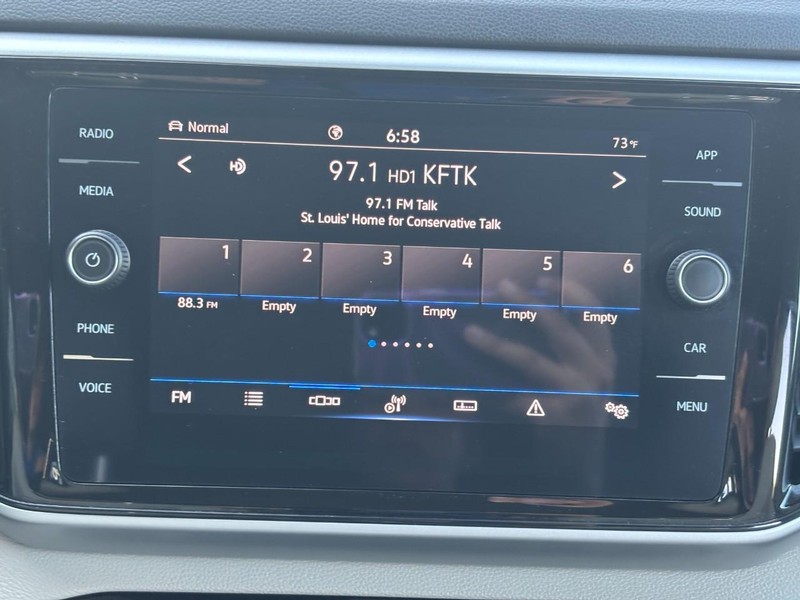 RADIO
MEDIA
PHONE
VOICE
Normal
6:58
73°F
97.1 HD1 KFTK
97.1 FM Talk
St. Louis' Home for Conservative Talk
1 2 3 4 5 6
88.3 FM Empty Empty Empty Empty Empty
FM
APP
SOUND
CAR
MENU